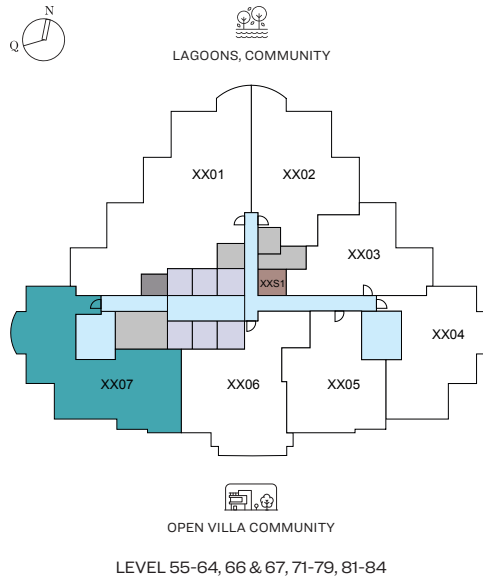 N
Q
LAGOONS, COMMUNITY
XX01
XX02
XX03
XXS1
XX04
XX07
XX06
XX05
OPEN VILLA COMMUNITY
LEVEL 55-64, 66 & 67, 71-79, 81-84